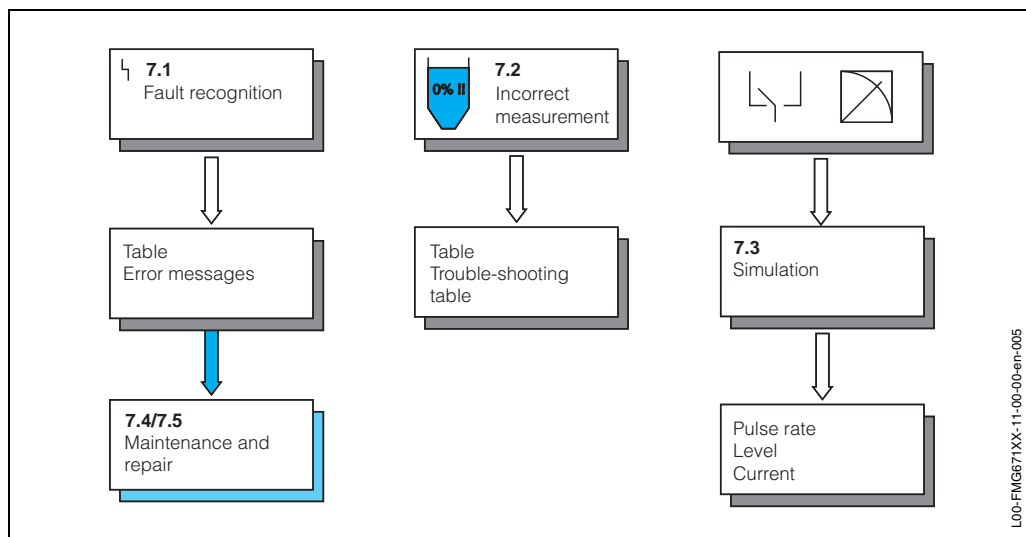 7.1
Fault recognition
Table
Error messages
7.4/7.5
Maintenance and
repair
0% !!
7.2
Incorrect
measurement
Table
Trouble-shooting
table
7.3
Simulation
Pulse rate
Level
Current
L00-FMG671XX-11-00-00-en-005